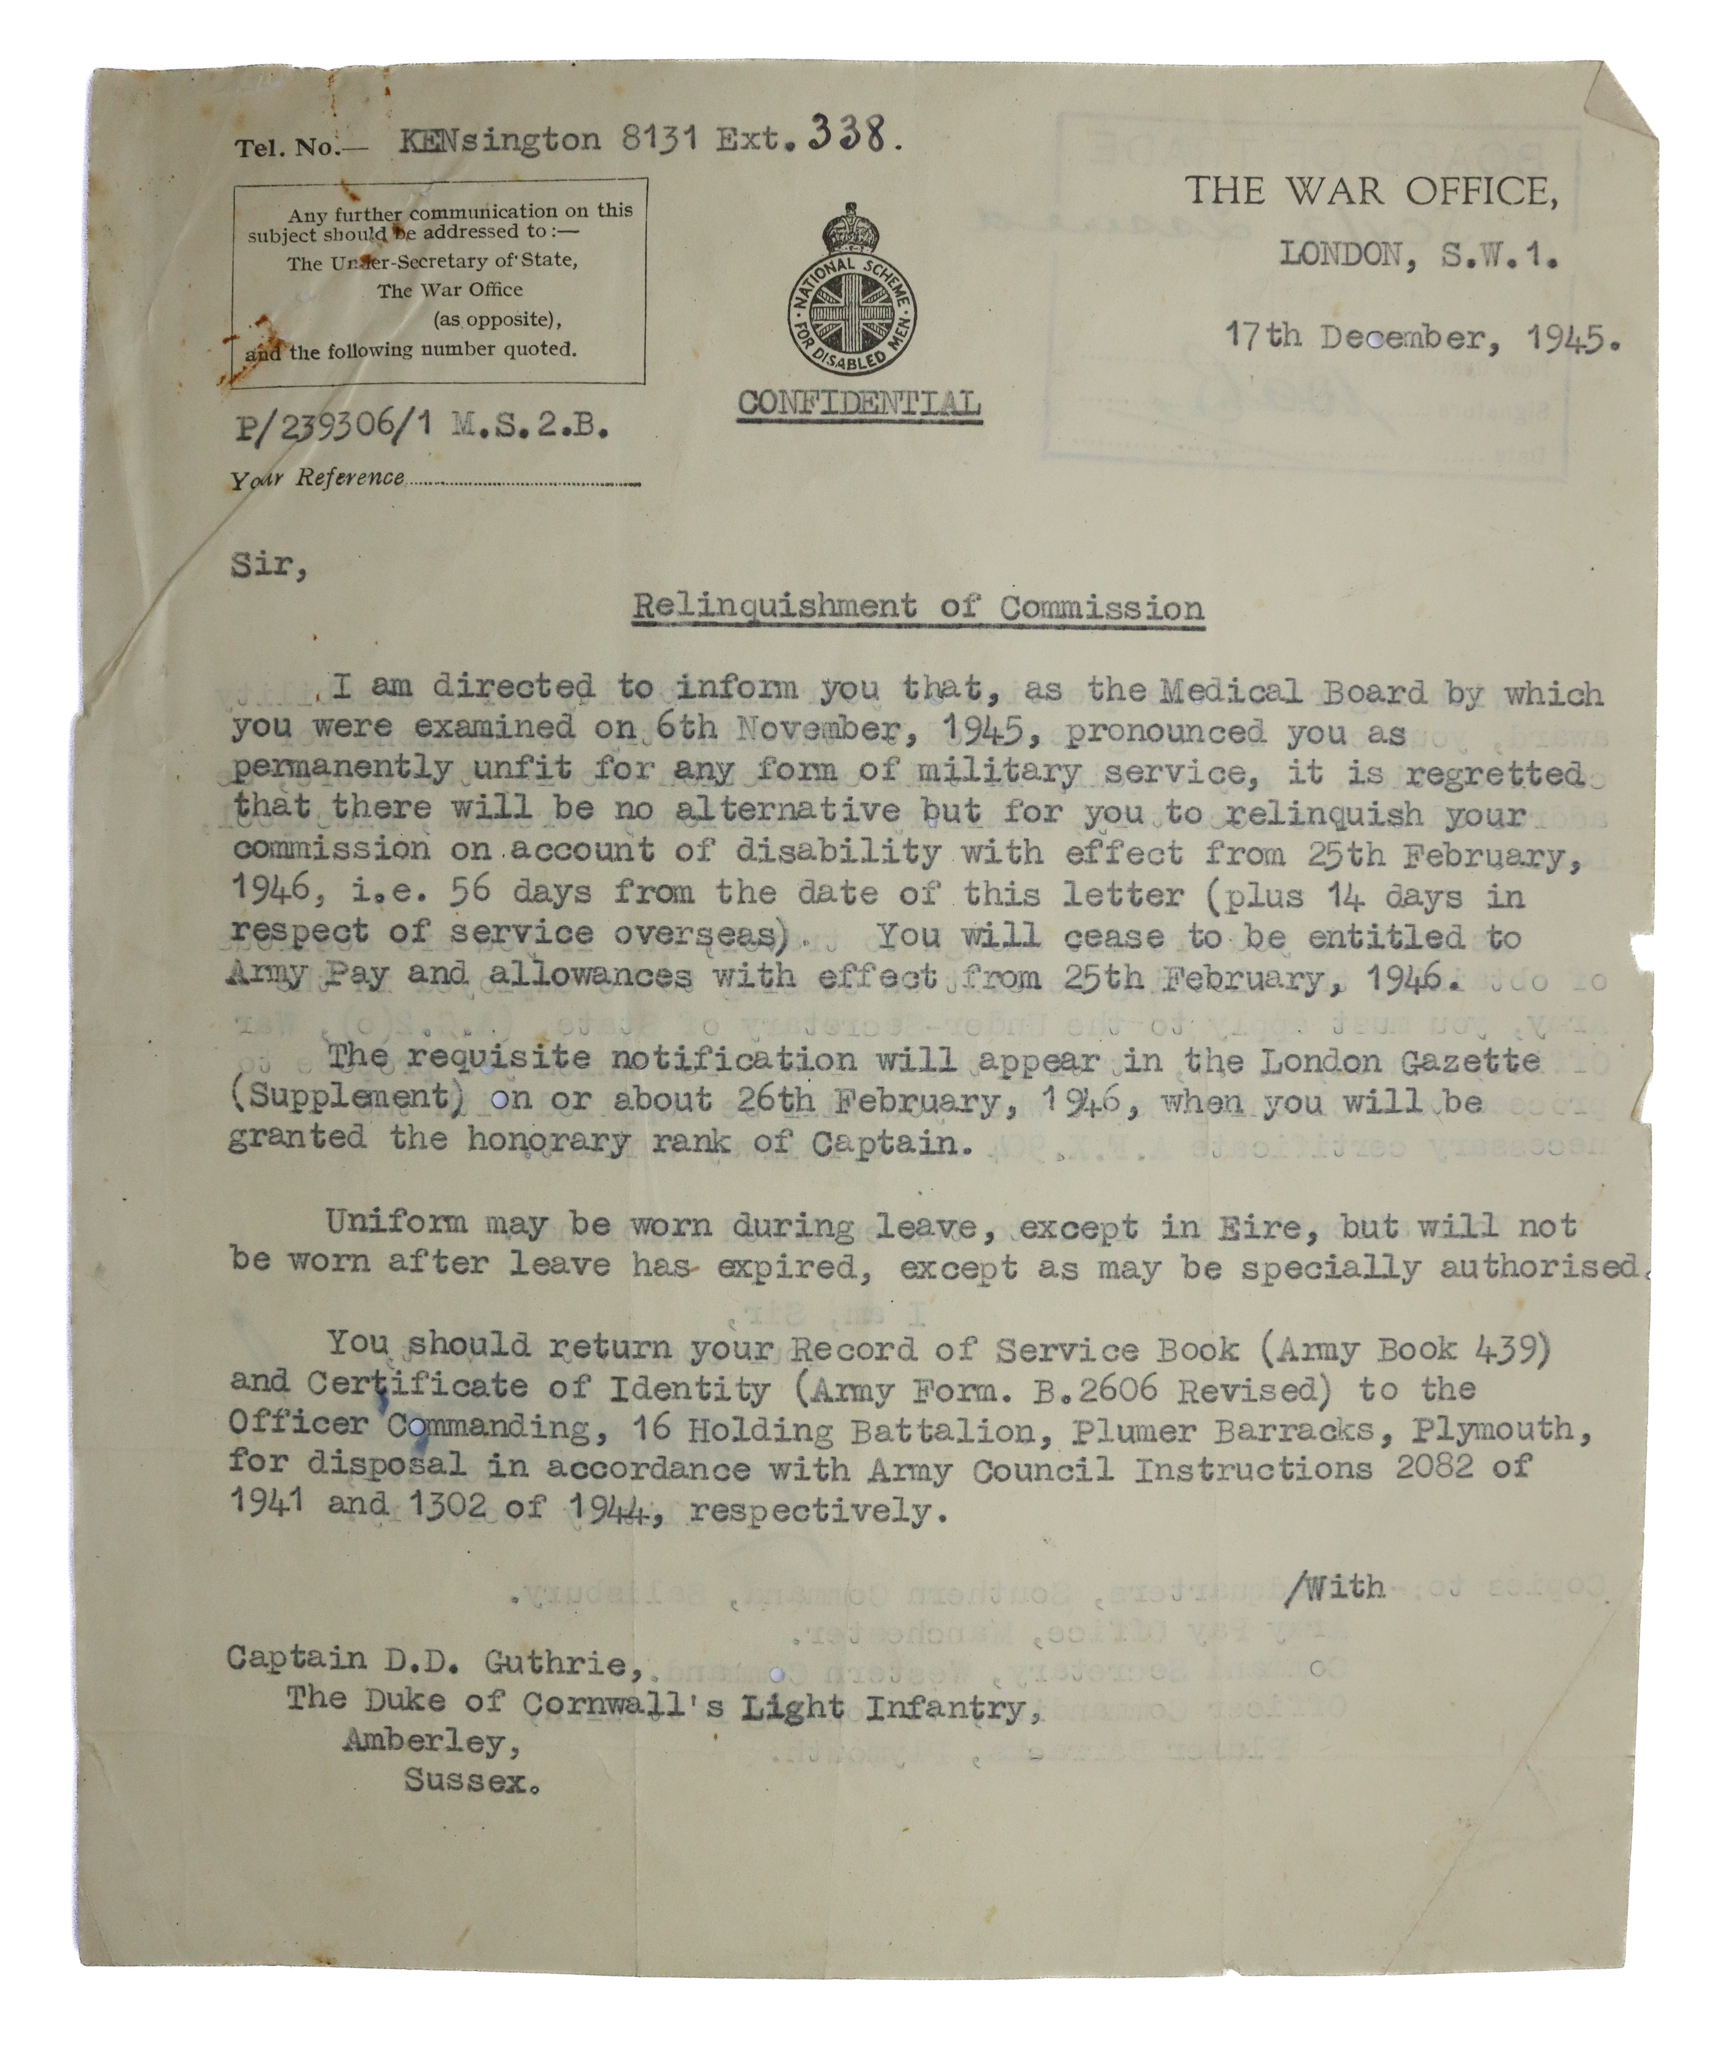 Tel. No.— KENsington 8131 Ext. 338.
Any further communication on this
subject should be addressed to:—
The Under-Secretary of State,
The War Office
(as opposite),
and the following number quoted.
P/239306/1 M.S.2.B.
Your Reference
NATIONAL SCHEME
FOR DISABLED MEN
CONFIDENTIAL
THE WAR OFFICE,
LONDON, S.W.1.
17th December, 1945.
Sir,
Relinquishment of Commission
I am directed to inform you that, as the Medical Board by which
you were examined on 6th November, 1945, pronounced you as
permanently unfit for any form of military service, it is regretted
that there will be no alternative but for you to relinquish your
commission on account of disability with effect from 25th February,
1946, i.e. 56 days from the date of this letter (plus 14 days in
respect of service overseas). You will cease to be entitled to
Army Pay and allowances with effect from 25th February, 1946.
The requisite notification will appear in the London Gazette
(Supplement) on or about 26th February, 1946, when you will be
granted the honorary rank of Captain.
Uniform may be worn during leave, except in Eire, but will not
be worn after leave has expired, except as may be specially authorised.
You should return your Record of Service Book (Army Book 439)
and Certificate of Identity (Army Form. B.2606 Revised) to the
Officer Commanding, 16 Holding Battalion, Plumer Barracks, Plymouth,
for disposal in accordance with Army Council Instructions 2082 of
1941 and 1302 of 1944, respectively.
/With
Captain D.D. Guthrie,
The Duke of Cornwall's Light Infantry,
Amberley,
Sussex.